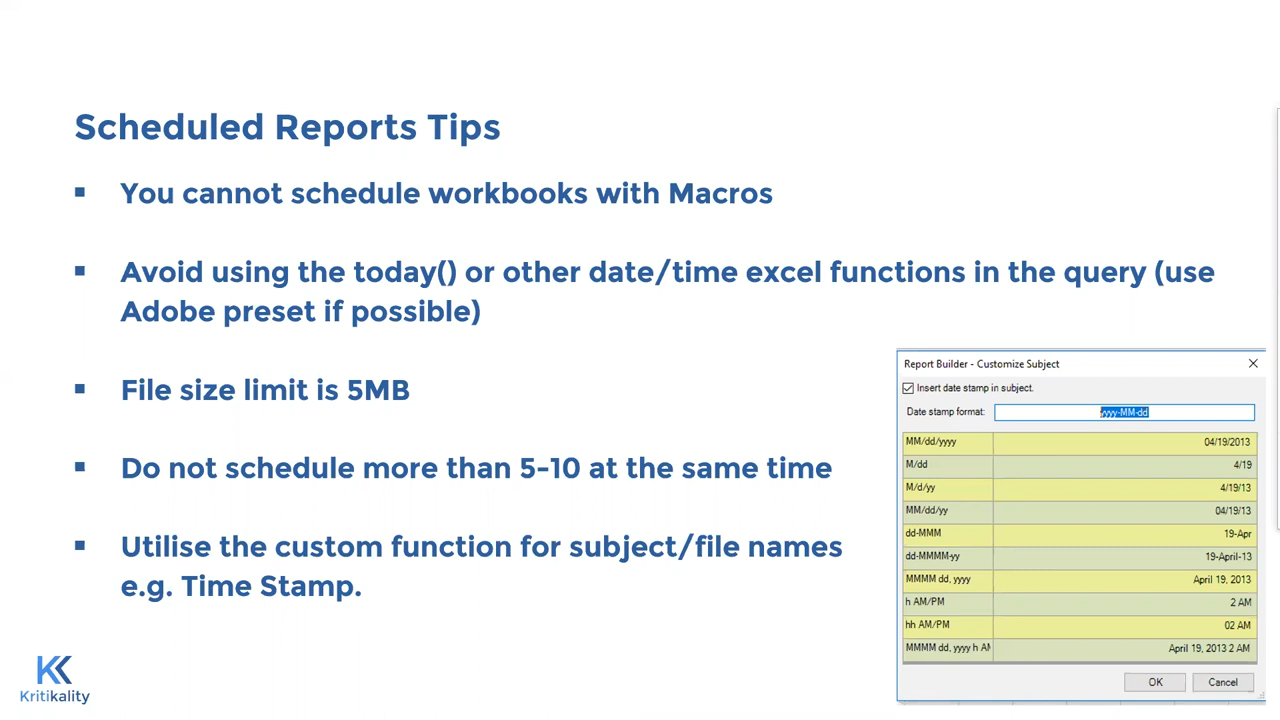 Scheduled Reports Tips
▪ You cannot schedule workbooks with Macros
▪ Avoid using the today() or other date/time excel functions in the query (use
Adobe preset if possible)
▪ File size limit is 5MB
▪ Do not schedule more than 5-10 at the same time
▪ Utilise the custom function for subject/file names
e.g. Time Stamp.
Report Builder - Customize Subject
Insert date stamp in subject.
Date stamp format: yyyy-MM-dd
MM/dd/yyyy 04/19/2013
M/dd 4/19
M/d/yy 4/19/13
MM/dd/yy 04/19/13
dd-MMM 19-Apr
dd-MMMM-yy 19-April-13
MMMM dd, yyyy April 19, 2013
h AM/PM 2 AM
hh AM/PM 02 AM
MMMM dd, yyyy h AM April 19, 2013 2 AM
OK Cancel
Kritikality